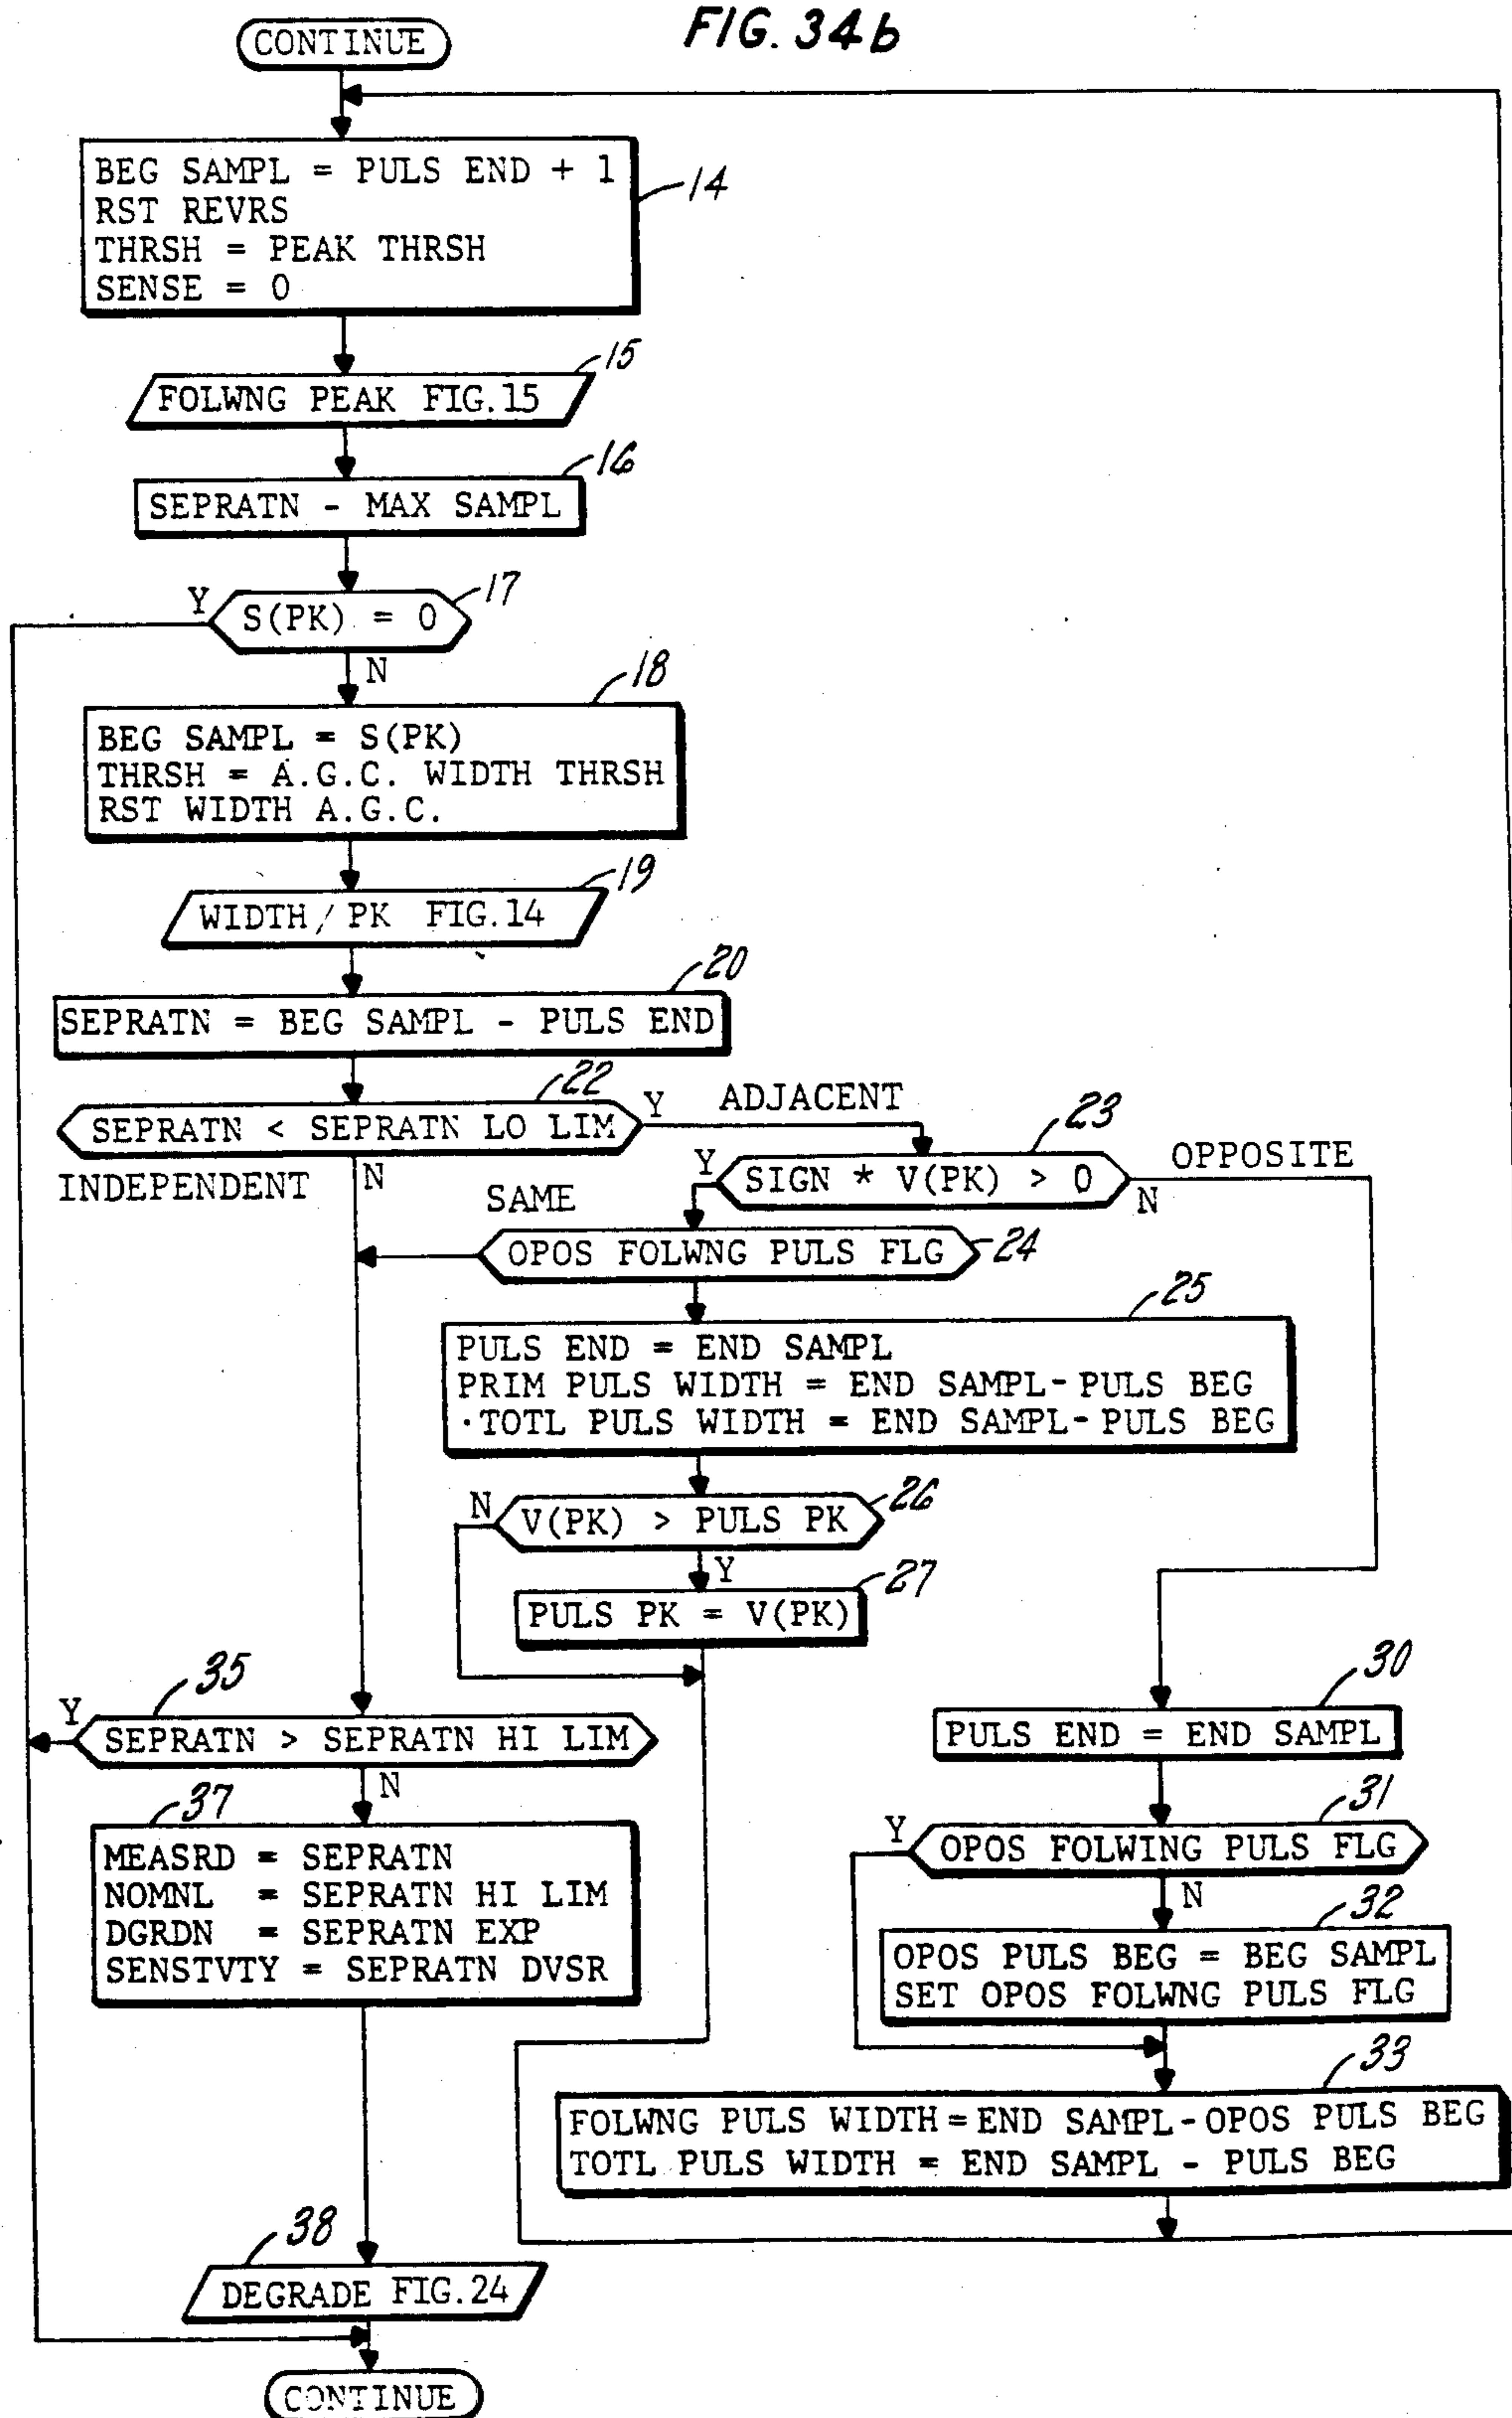 FIG. 34b
CONTINUE
BEG SAMPL = PULS END + 1
RST REVRS
THRSH = PEAK THRSH
SENSE = 0
14
15
FOLWNG PEAK FIG.15
16
SEPRATN - MAX SAMPL
17
Y
S(PK) = 0
N
18
BEG SAMPL = S(PK)
THRSH = A.G.C. WIDTH THRSH
RST WIDTH A.G.C.
19
WIDTH/PK FIG.14
20
SEPRATN = BEG SAMPL - PULS END
22
SEPRATN < SEPRATN LO LIM
Y
ADJACENT
23
INDEPENDENT
N
Y
SIGN * V(PK) > 0
OPPOSITE
N
SAME
OPOS FOLWNG PULS FLG
24
25
PULS END = END SAMPL
PRIM PULS WIDTH = END SAMPL-PULS BEG
·TOTL PULS WIDTH = END SAMPL-PULS BEG
N
V(PK) > PULS PK
26
Y
27
PULS PK = V(PK)
35
Y
SEPRATN > SEPRATN HI LIM
N
30
PULS END = END SAMPL
37
MEASRD = SEPRATN
NOMNL = SEPRATN HI LIM
DGRDN = SEPRATN EXP
SENSTVTY = SEPRATN DVSR
31
Y
OPOS FOLWING PULS FLG
N
32
OPOS PULS BEG = BEG SAMPL
SET OPOS FOLWNG PULS FLG
33
FOLWNG PULS WIDTH=END SAMPL-OPOS PULS BEG
TOTL PULS WIDTH = END SAMPL - PULS BEG
38
DEGRADE FIG.24
CONTINUE